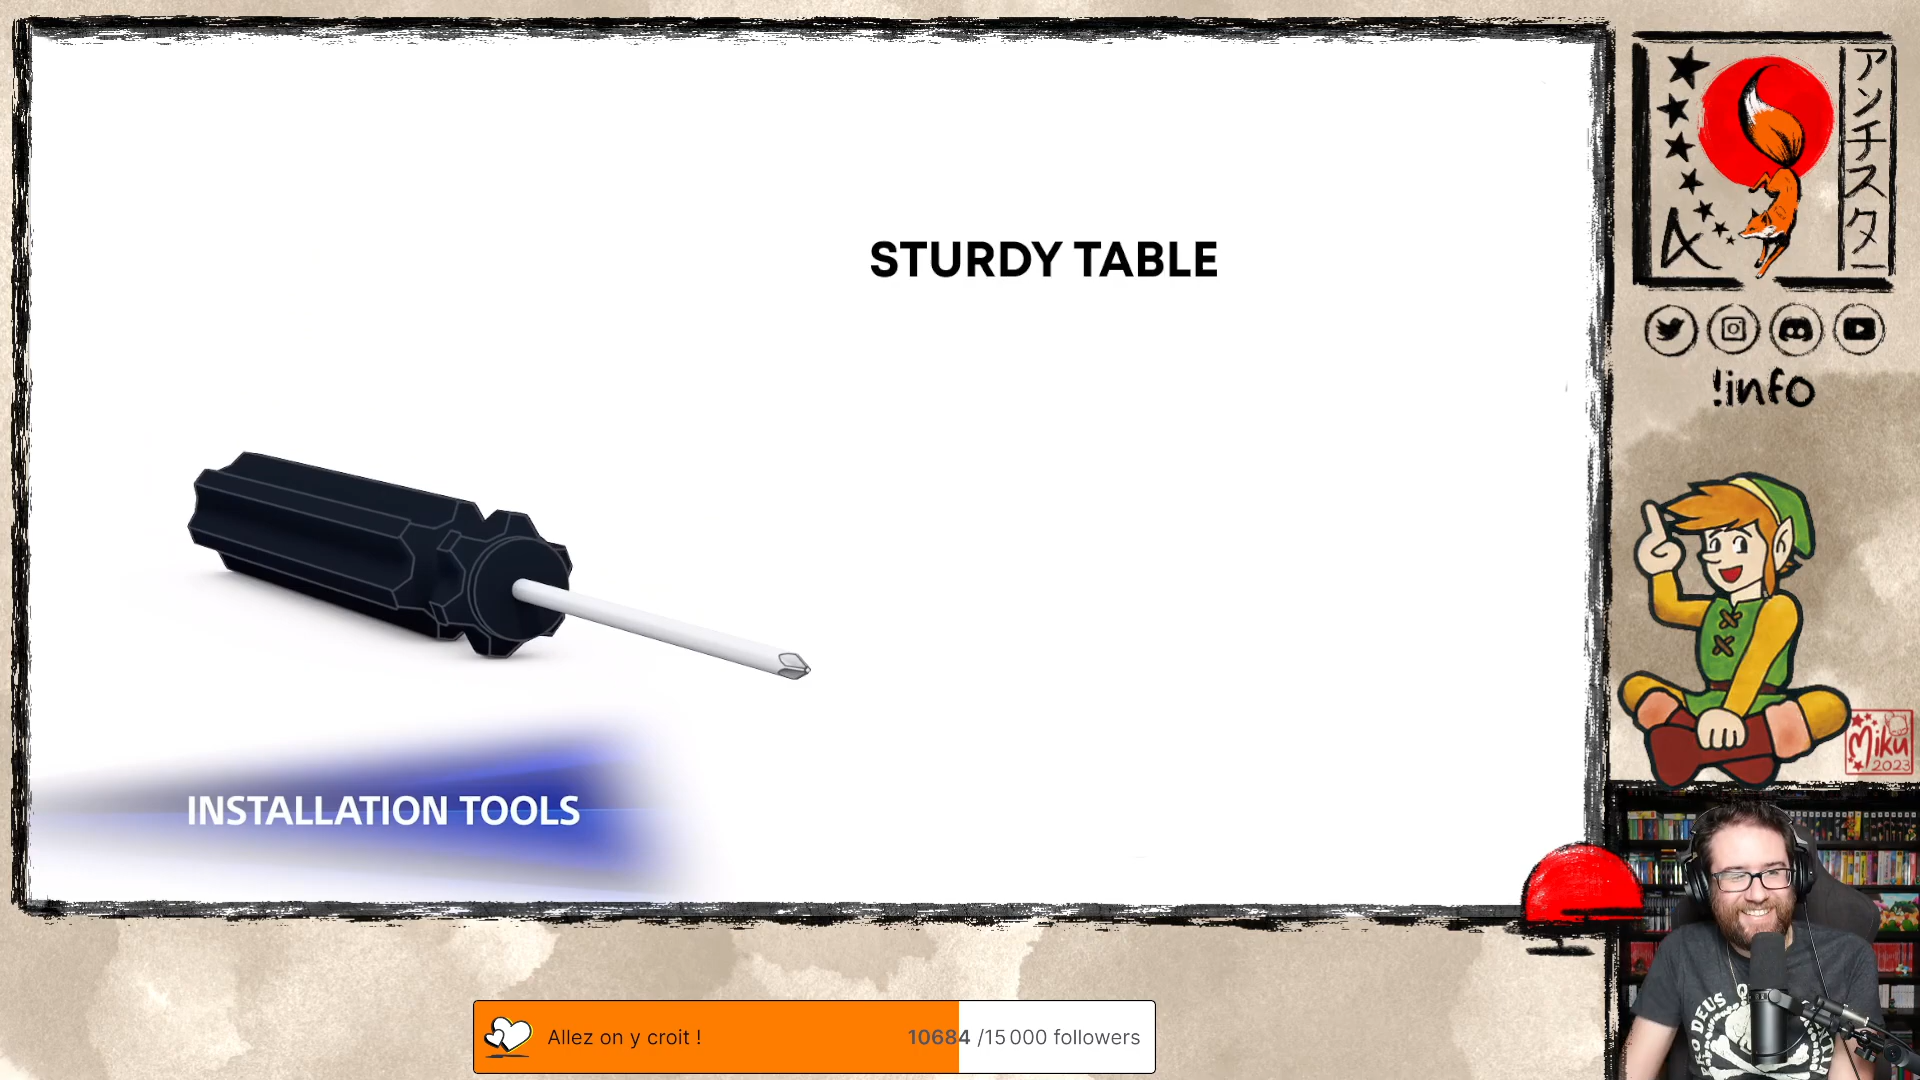 STURDY TABLE
INSTALLATION TOOLS
アンチスター
!info
Miku
2023
Allez on y croit !
10684 /15 000 followers